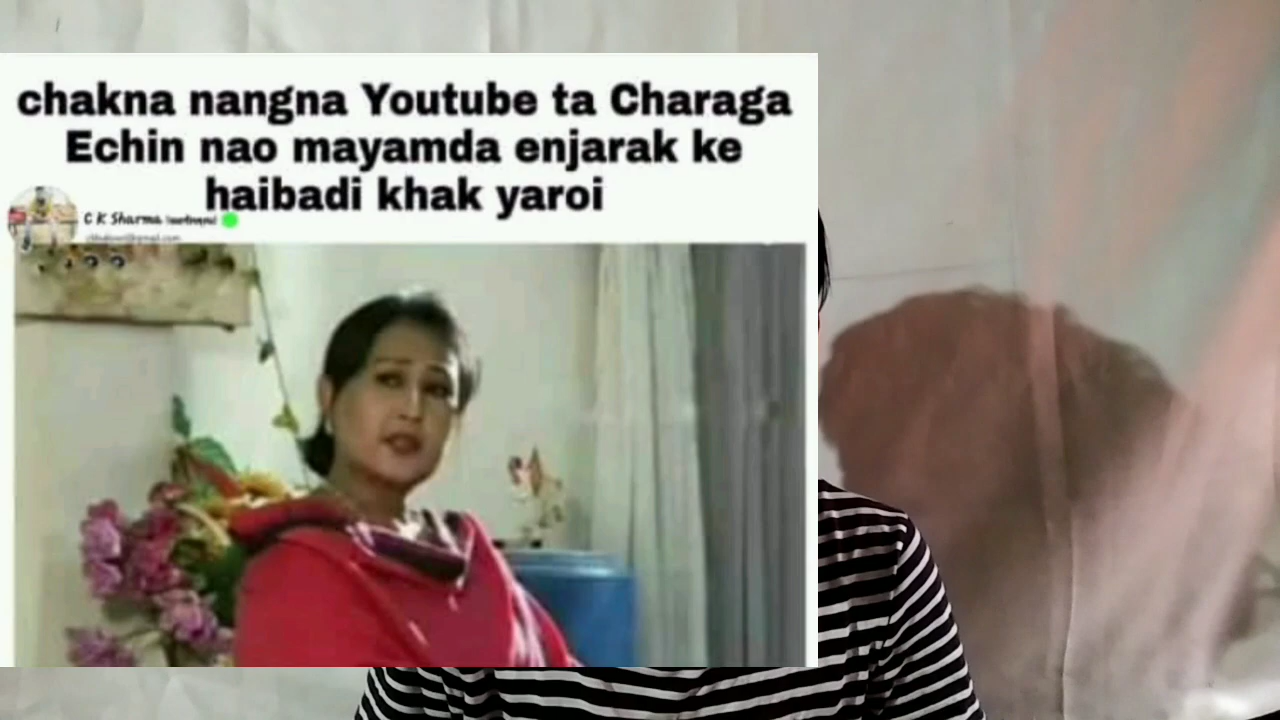 chakna nangna Youtube ta Charaga
Echin nao mayamda enjarak ke
haibadi khak yaroi
C K Sharma